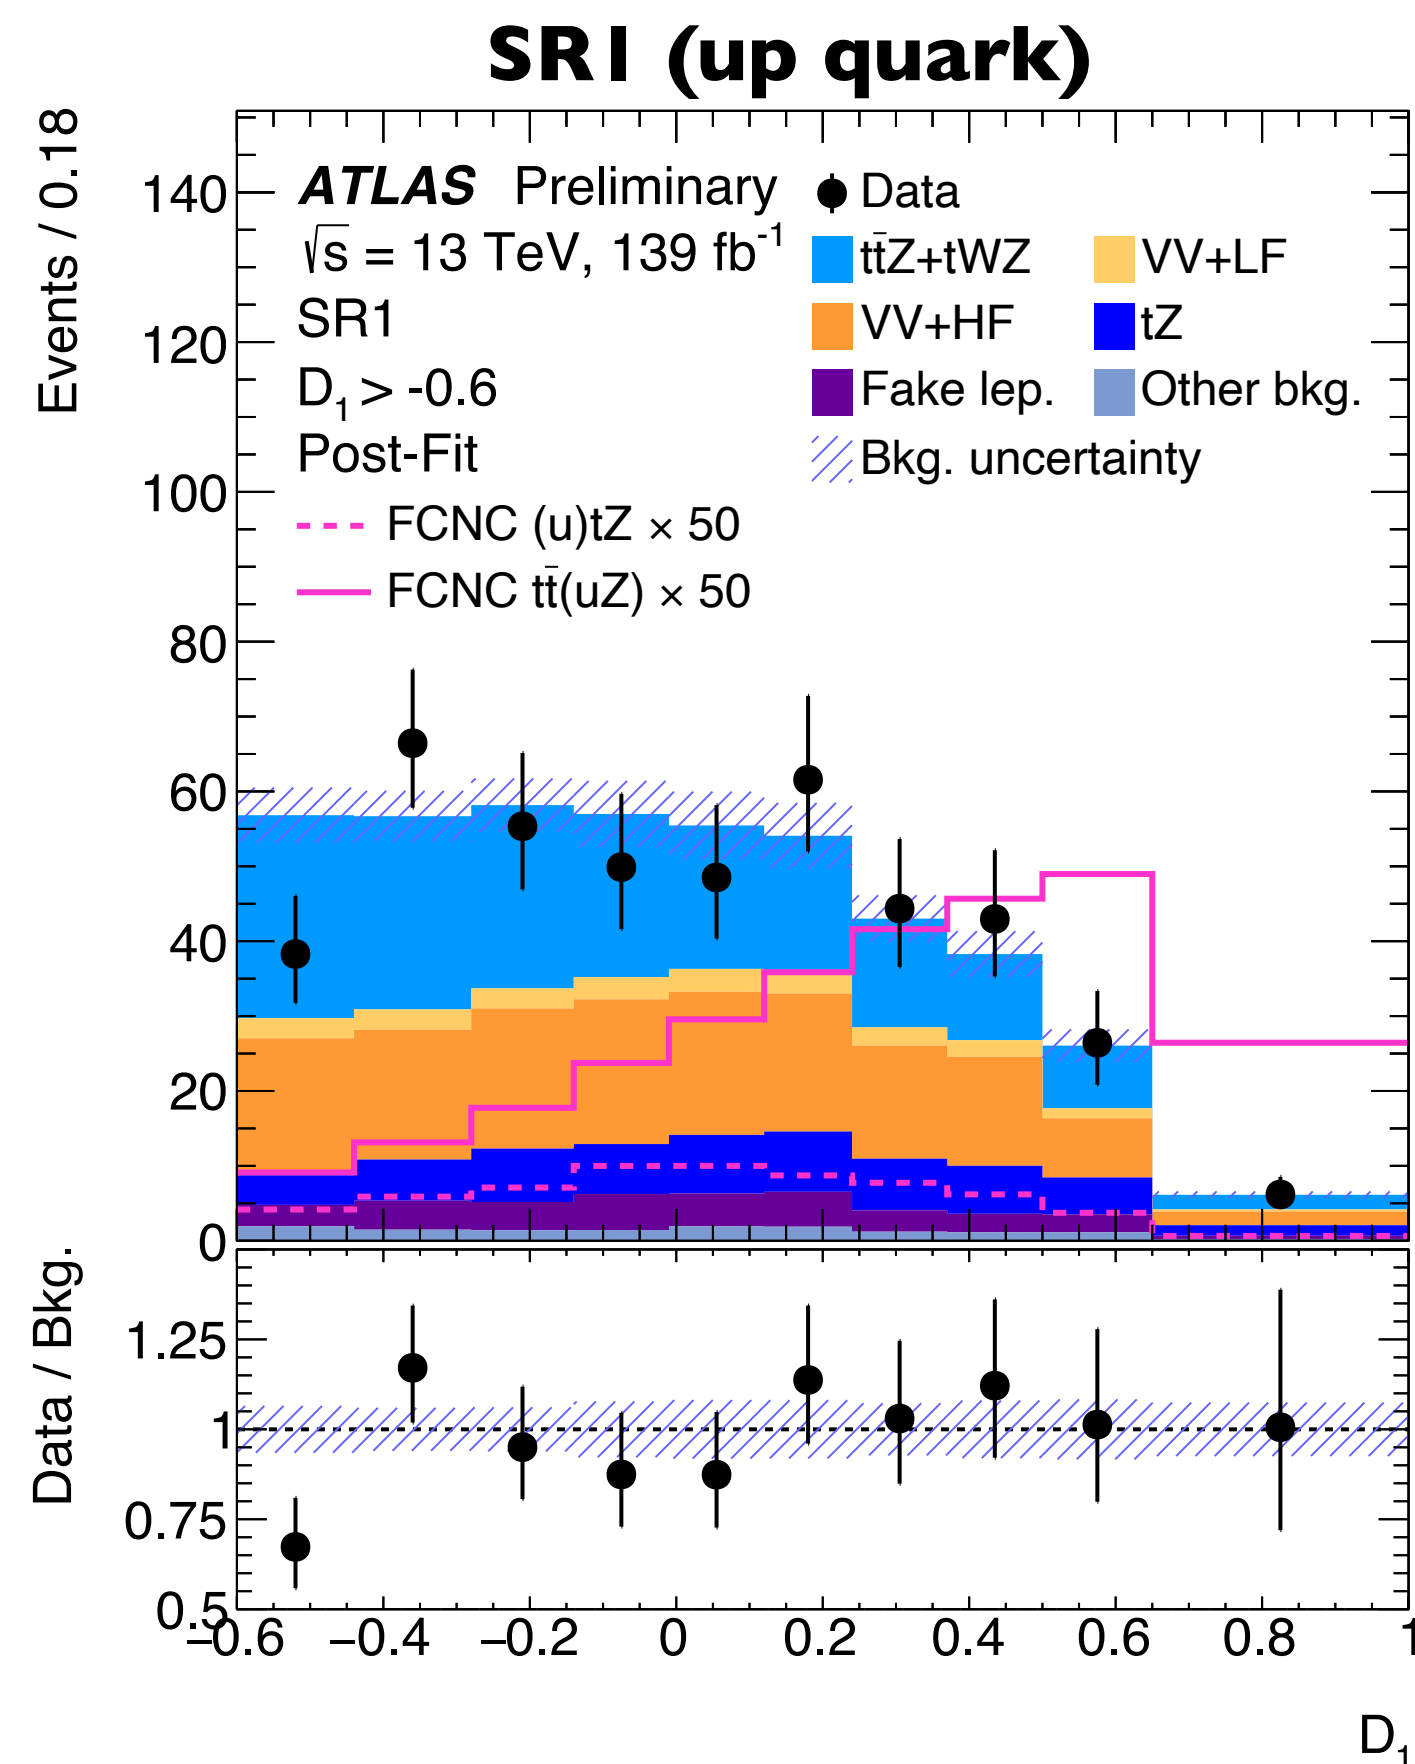 SR1 (up quark)
Events / 0.18
140
120
100
80
60
40
20
0
ATLAS Preliminary
√s = 13 TeV, 139 fb⁻¹
SR1
D₁ > -0.6
Post-Fit
FCNC (u)tZ × 50
FCNC tt̄(uZ) × 50
Data
tt̄Z+tWZ
VV+LF
VV+HF
tZ
Fake lep.
Other bkg.
Bkg. uncertainty
Data / Bkg.
1.25
1
0.75
0.5
−0.6 −0.4 −0.2 0 0.2 0.4 0.6 0.8 1
D₁